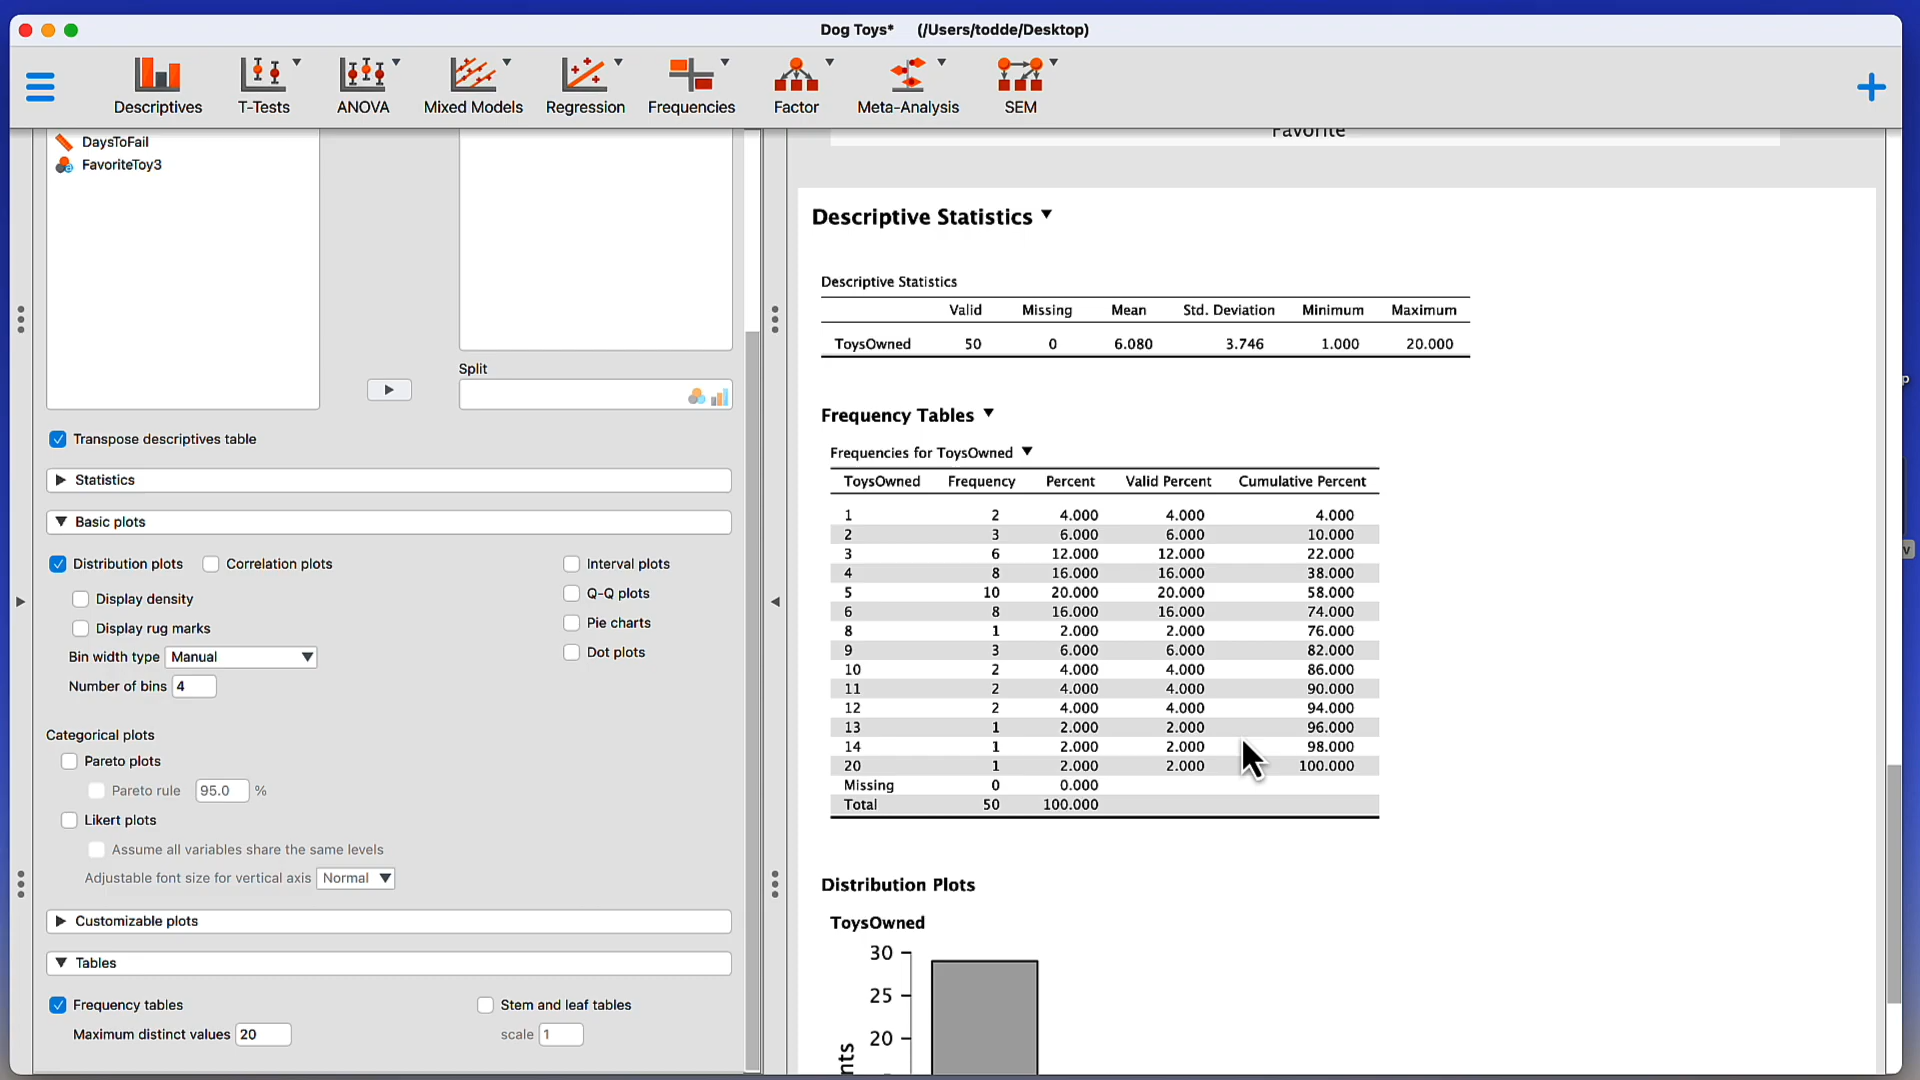 Dog Toys* (/Users/todde/Desktop)
Descriptives T-Tests ANOVA Mixed Models Regression Frequencies Factor Meta-Analysis SEM
DaysToFail
FavoriteToy3
Split
Transpose descriptives table
Statistics
Basic plots
Distribution plots Correlation plots Interval plots
Display density Q-Q plots
Display rug marks Pie charts
Bin width type Manual Dot plots
Number of bins 4
Categorical plots
Pareto plots
Pareto rule 95.0 %
Likert plots
Assume all variables share the same levels
Adjustable font size for vertical axis Normal
Customizable plots
Tables
Frequency tables Stem and leaf tables
Maximum distinct values 20 scale 1
Favorite
Descriptive Statistics
Descriptive Statistics
Valid Missing Mean Std. Deviation Minimum Maximum
ToysOwned 50 0 6.080 3.746 1.000 20.000
Frequency Tables
Frequencies for ToysOwned
ToysOwned Frequency Percent Valid Percent Cumulative Percent
1 2 4.000 4.000 4.000
2 3 6.000 6.000 10.000
3 6 12.000 12.000 22.000
4 8 16.000 16.000 38.000
5 10 20.000 20.000 58.000
6 8 16.000 16.000 74.000
8 1 2.000 2.000 76.000
9 3 6.000 6.000 82.000
10 2 4.000 4.000 86.000
11 2 4.000 4.000 90.000
12 2 4.000 4.000 94.000
13 1 2.000 2.000 96.000
14 1 2.000 2.000 98.000
20 1 2.000 2.000 100.000
Missing 0 0.000
Total 50 100.000
Distribution Plots
ToysOwned
30
25
20